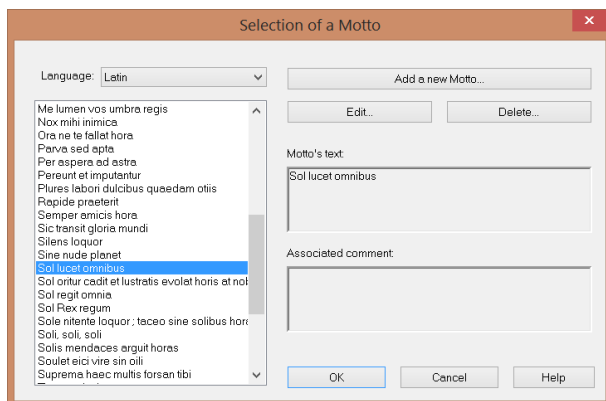 Selection of a Motto
Language: Latin
Add a new Motto...
Edit...
Delete...
Me lumen vos umbra regis
Nox mihi inimica
Ora ne te fallat hora
Parva sed apta
Per aspera ad astra
Pereunt et imputantur
Plures labori dulcibus quaedam otiis
Rapide praeterit
Semper amicis hora
Sic transit gloria mundi
Silens loquor
Sine nude planet
Sol lucet omnibus
Sol oritur cadit et lustratis evolat horis at
Sol regit omnia
Sol Rex regum
Sole nitente loquor ; taceo sine solibus
Soli, soli, soli
Solis mendaces arguit horas
Soulet eici vire sin oili
Suprema haec multis forsan tibi
Motto's text:
Sol lucet omnibus
Associated comment:
OK
Cancel
Help